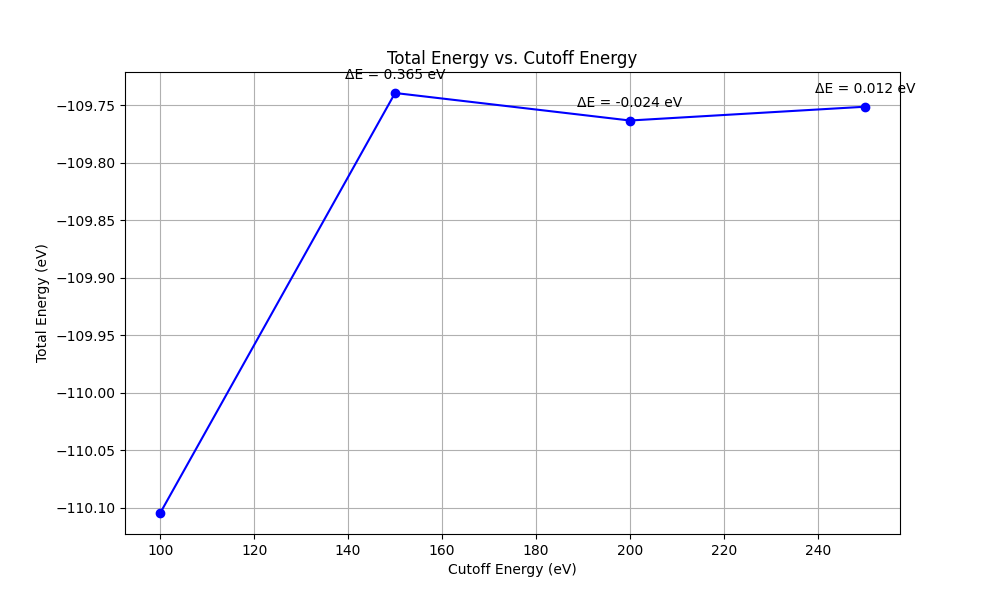 Total Energy vs. Cutoff Energy
ΔE = 0.365 eV
ΔE = -0.024 eV
ΔE = 0.012 eV
Total Energy (eV)
−109.75
−109.80
−109.85
−109.90
−109.95
−110.00
−110.05
−110.10
100 120 140 160 180 200 220 240
Cutoff Energy (eV)